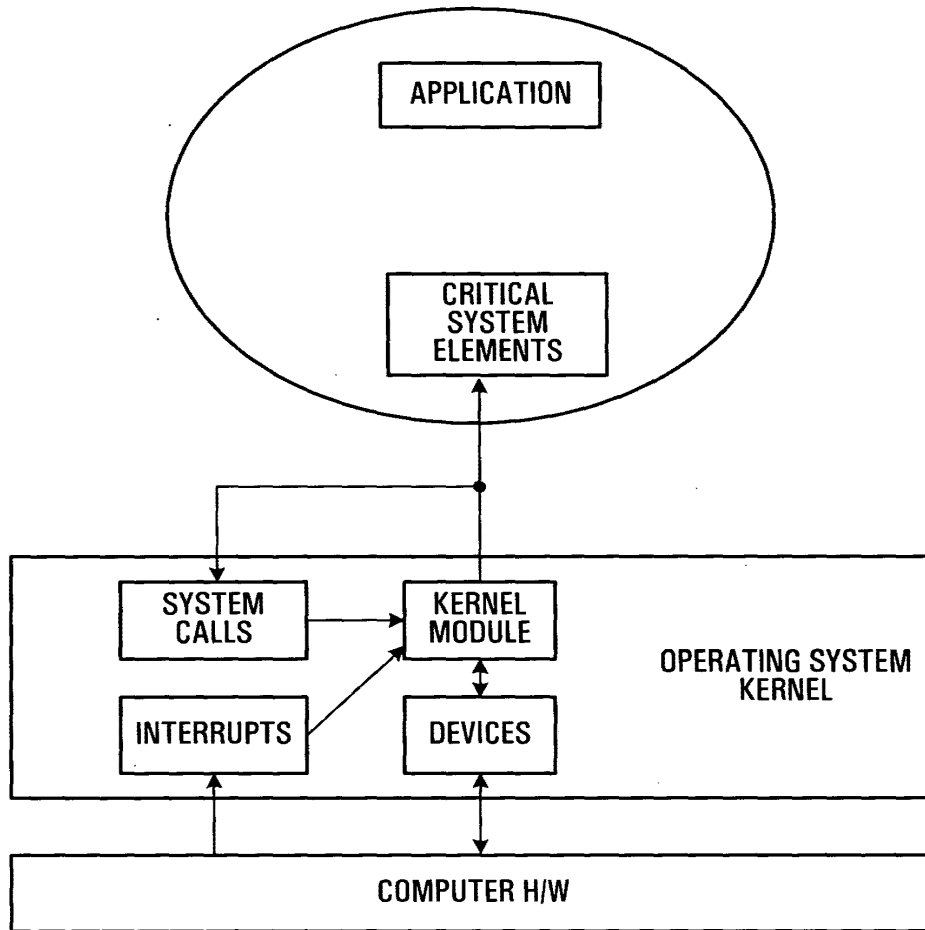 APPLICATION
CRITICAL
SYSTEM
ELEMENTS
SYSTEM
CALLS
KERNEL
MODULE
OPERATING SYSTEM
KERNEL
INTERRUPTS
DEVICES
COMPUTER H/W